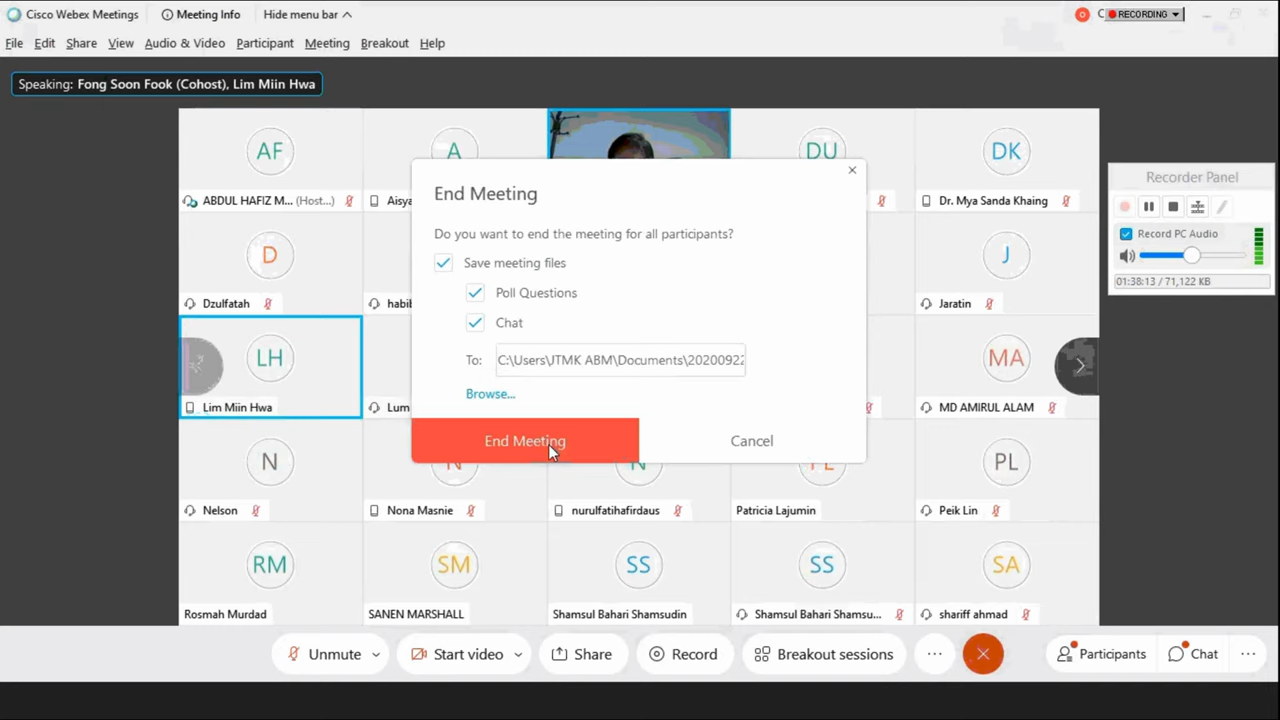 Cisco Webex Meetings
Meeting Info
Hide menu bar
RECORDING
File Edit Share View Audio & Video Participant Meeting Breakout Help
Speaking: Fong Soon Fook (Cohost), Lim Miin Hwa
AF
A
DU
DK
ABDUL HAFIZ M... (Host...
Aisya
Dr. Mya Sanda Khaing
Recorder Panel
Record PC Audio
01:38:13 / 71,122 KB
End Meeting
Do you want to end the meeting for all participants?
Save meeting files
Poll Questions
Chat
To: C:\Users\JTMK ABM\Documents\20200922
Browse...
End Meeting
Cancel
D
J
Dzulfatah
habib
Jaratin
LH
MA
Lim Miin Hwa
Lum
MD AMIRUL ALAM
N
N
N
PL
PL
Nelson
Nona Masnie
nurulfatihafirdaus
Patricia Lajumin
Peik Lin
RM
SM
SS
SS
SA
Rosmah Murdad
SANEN MARSHALL
Shamsul Bahari Shamsudin
Shamsul Bahari Shamsu...
shariff ahmad
Unmute
Start video
Share
Record
Breakout sessions
Participants
Chat